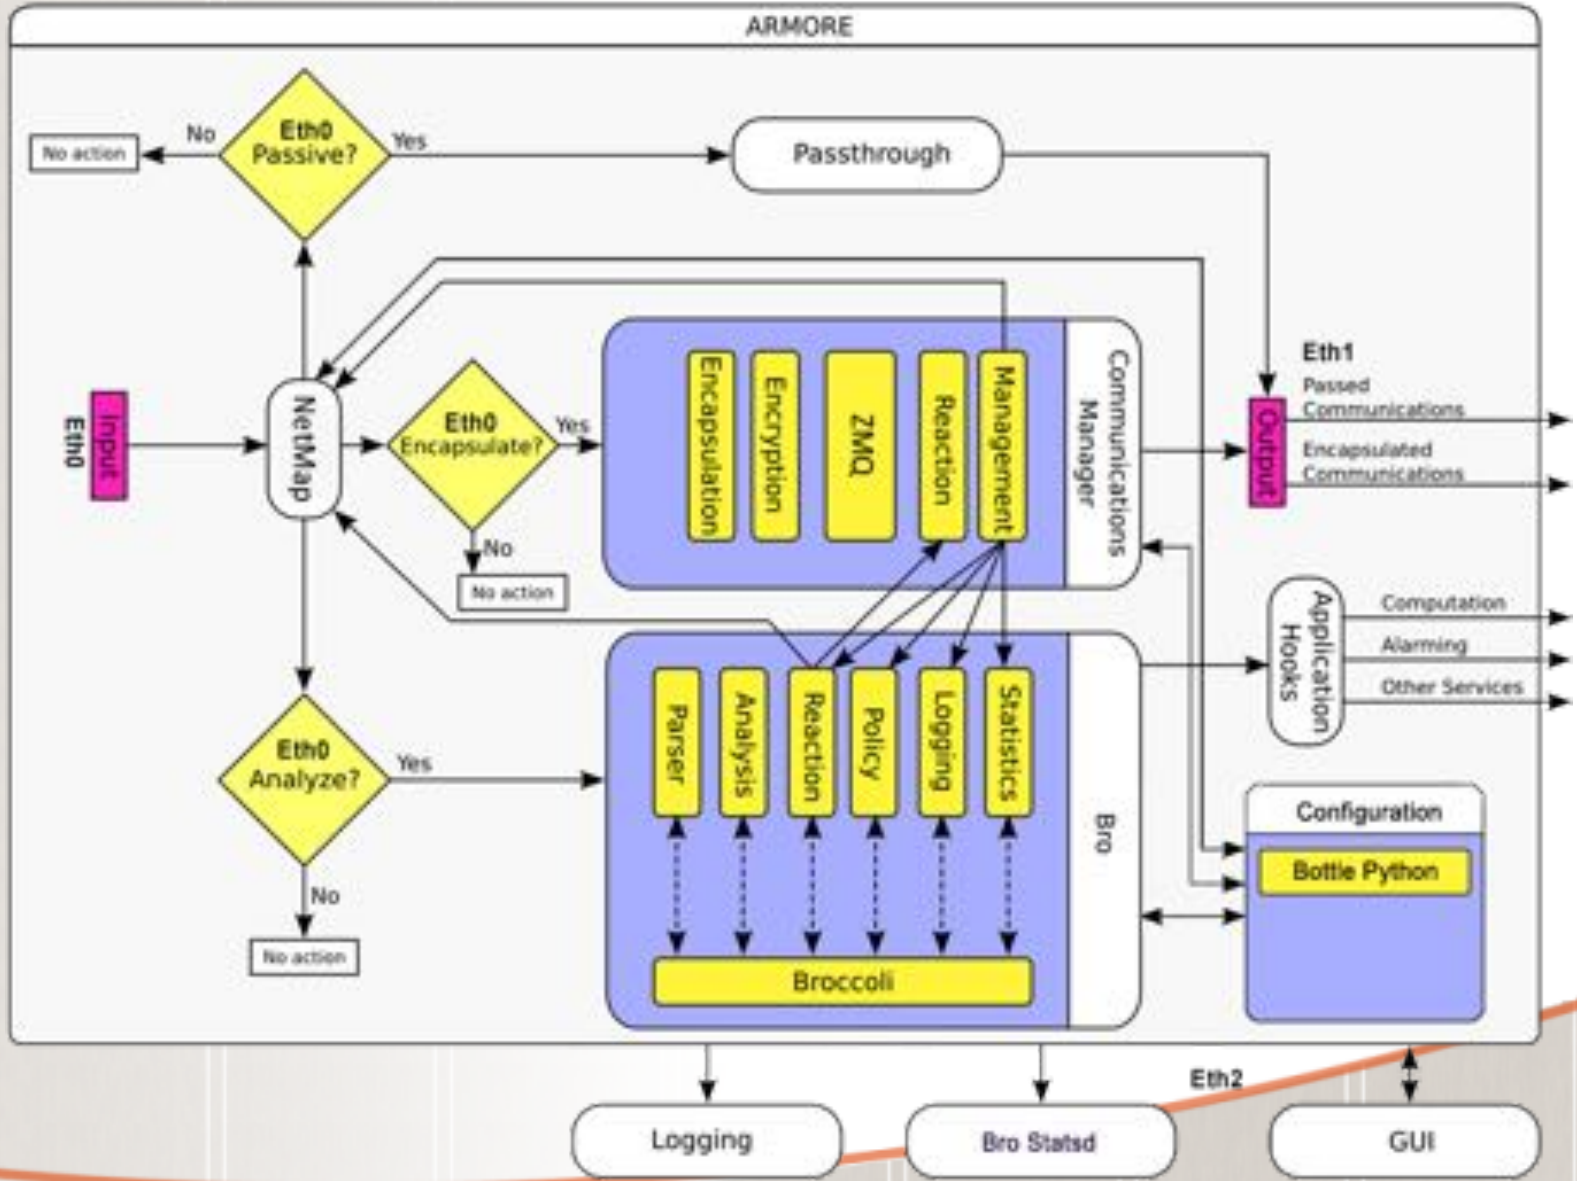 ARMORE
Eth0
Passive?
No
Yes
No action
Passthrough
Eth0
Input
NetMap
Eth0
Encapsulate?
Yes
No
No action
Encapsulation
Encryption
ZMQ
Reaction
Management
Communications
Manager
Eth1
Output
Passed
Communications
Encapsulated
Communications
Application
Hooks
Computation
Alarming
Other Services
Eth0
Analyze?
Yes
No
No action
Parser
Analysis
Reaction
Policy
Logging
Statistics
Broccoli
Bro
Configuration
Bottle Python
Eth2
Logging
Bro Statsd
GUI